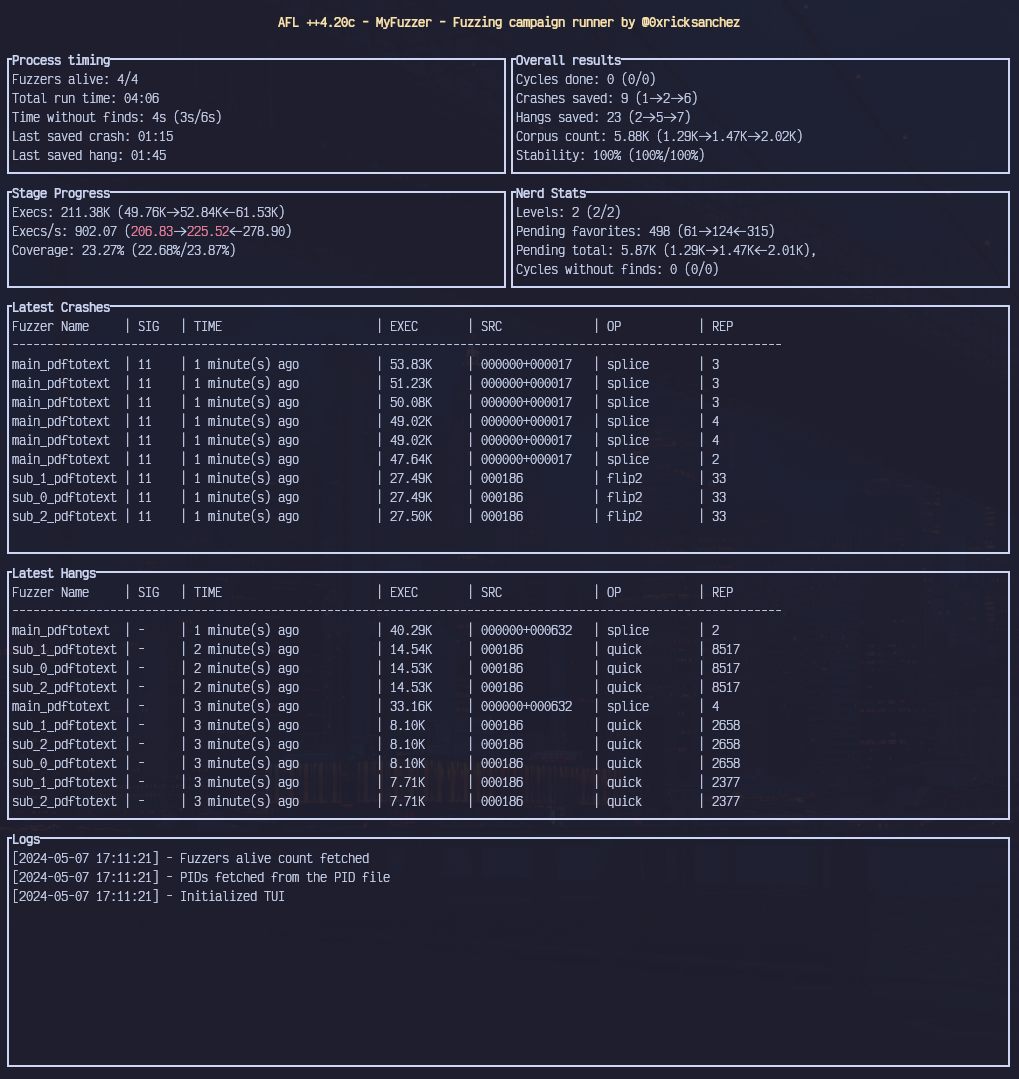 AFL ++4.20c - MyFuzzer - Fuzzing campaign runner by @0xricksanchez
Process timing
Fuzzers alive: 4/4
Total run time: 04:06
Time without finds: 4s (3s/6s)
Last saved crash: 01:15
Last saved hang: 01:45
Overall results
Cycles done: 0 (0/0)
Crashes saved: 9 (1->2->6)
Hangs saved: 23 (2->5->7)
Corpus count: 5.88K (1.29K->1.47K->2.02K)
Stability: 100% (100%/100%)
Stage Progress
Execs: 211.38K (49.76K->52.84K<-61.53K)
Execs/s: 902.07 (206.83->225.52<-278.90)
Coverage: 23.27% (22.68%/23.87%)
Nerd Stats
Levels: 2 (2/2)
Pending favorites: 498 (61->124<-315)
Pending total: 5.87K (1.29K->1.47K<-2.01K),
Cycles without finds: 0 (0/0)
Latest Crashes
Fuzzer Name | SIG | TIME | EXEC | SRC | OP | REP
--------------------------------------------------------------------------------------------------------------
main_pdftotext | 11 | 1 minute(s) ago | 53.83K | 000000+000017 | splice | 3
main_pdftotext | 11 | 1 minute(s) ago | 51.23K | 000000+000017 | splice | 3
main_pdftotext | 11 | 1 minute(s) ago | 50.08K | 000000+000017 | splice | 3
main_pdftotext | 11 | 1 minute(s) ago | 49.02K | 000000+000017 | splice | 4
main_pdftotext | 11 | 1 minute(s) ago | 49.02K | 000000+000017 | splice | 4
main_pdftotext | 11 | 1 minute(s) ago | 47.64K | 000000+000017 | splice | 2
sub_1_pdftotext | 11 | 1 minute(s) ago | 27.49K | 000186 | flip2 | 33
sub_0_pdftotext | 11 | 1 minute(s) ago | 27.49K | 000186 | flip2 | 33
sub_2_pdftotext | 11 | 1 minute(s) ago | 27.50K | 000186 | flip2 | 33
Latest Hangs
Fuzzer Name | SIG | TIME | EXEC | SRC | OP | REP
--------------------------------------------------------------------------------------------------------------
main_pdftotext | - | 1 minute(s) ago | 40.29K | 000000+000632 | splice | 2
sub_1_pdftotext | - | 2 minute(s) ago | 14.54K | 000186 | quick | 8517
sub_0_pdftotext | - | 2 minute(s) ago | 14.53K | 000186 | quick | 8517
sub_2_pdftotext | - | 2 minute(s) ago | 14.53K | 000186 | quick | 8517
main_pdftotext | - | 3 minute(s) ago | 33.16K | 000000+000632 | splice | 4
sub_1_pdftotext | - | 3 minute(s) ago | 8.10K | 000186 | quick | 2658
sub_2_pdftotext | - | 3 minute(s) ago | 8.10K | 000186 | quick | 2658
sub_0_pdftotext | - | 3 minute(s) ago | 8.10K | 000186 | quick | 2658
sub_1_pdftotext | - | 3 minute(s) ago | 7.71K | 000186 | quick | 2377
sub_2_pdftotext | - | 3 minute(s) ago | 7.71K | 000186 | quick | 2377
Logs
[2024-05-07 17:11:21] - Fuzzers alive count fetched
[2024-05-07 17:11:21] - PIDs fetched from the PID file
[2024-05-07 17:11:21] - Initialized TUI